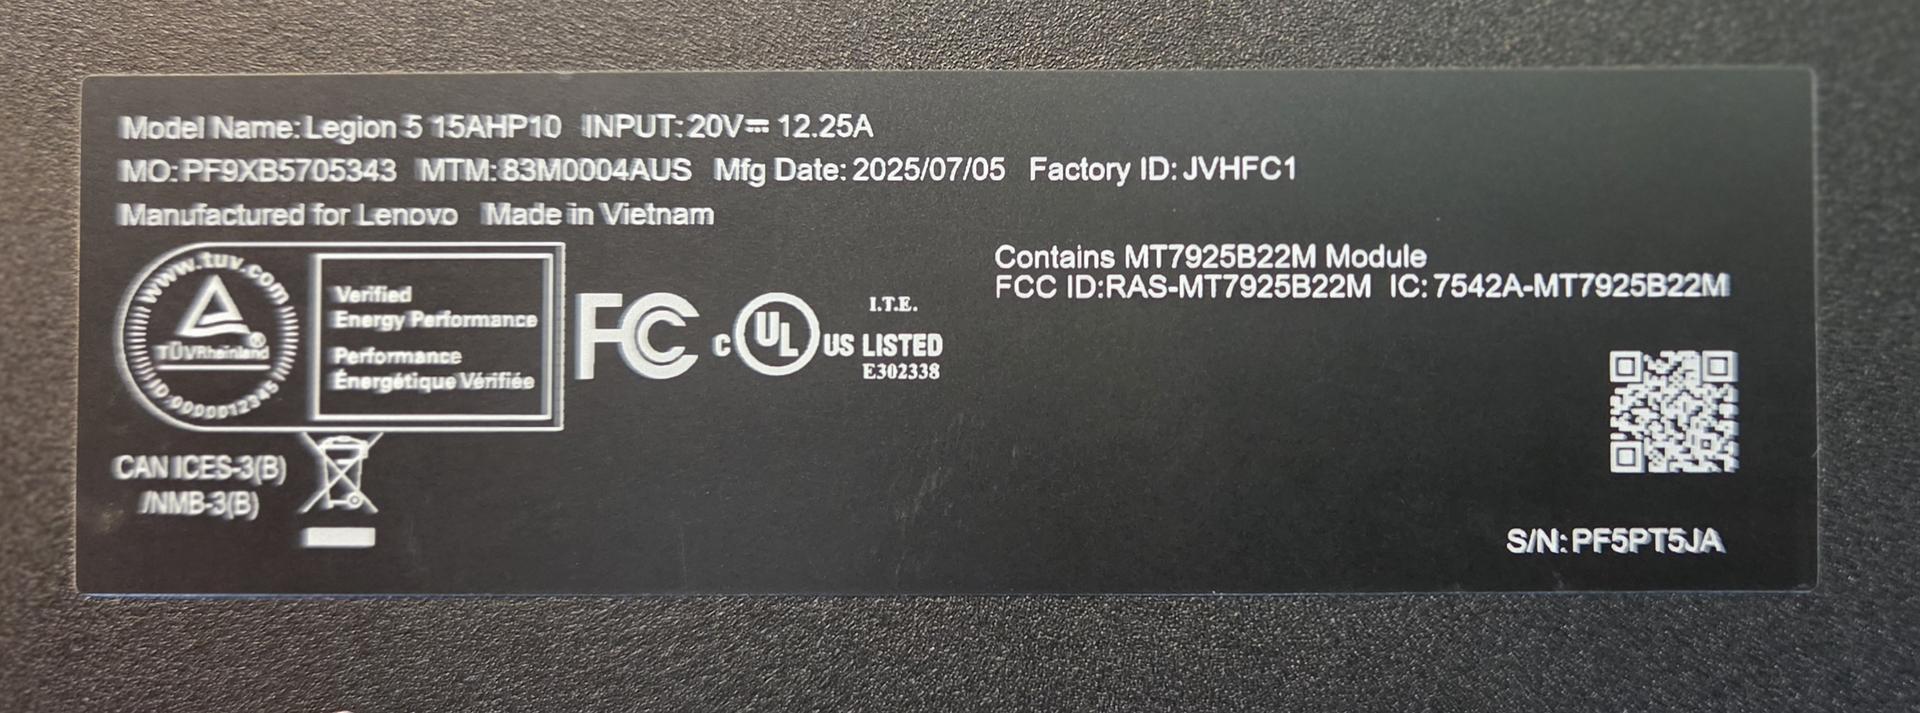 Model Name: Legion 5 15AHP10 INPUT: 20V⎓ 12.25A
MO: PF9XB5705343 MTM: 83M0004AUS Mfg Date: 2025/07/05 Factory ID: JVHFC1
Manufactured for Lenovo Made in Vietnam
www.tuv.com
TÜVRheinland®
ID 0000012345
Verified
Energy Performance
Performance
Énergétique Vérifiée
FC
C UL US LISTED
I.T.E.
E302338
Contains MT7925B22M Module
FCC ID:RAS-MT7925B22M IC: 7542A-MT7925B22M
CAN ICES-3(B)
/NMB-3(B)
S/N: PF5PT5JA